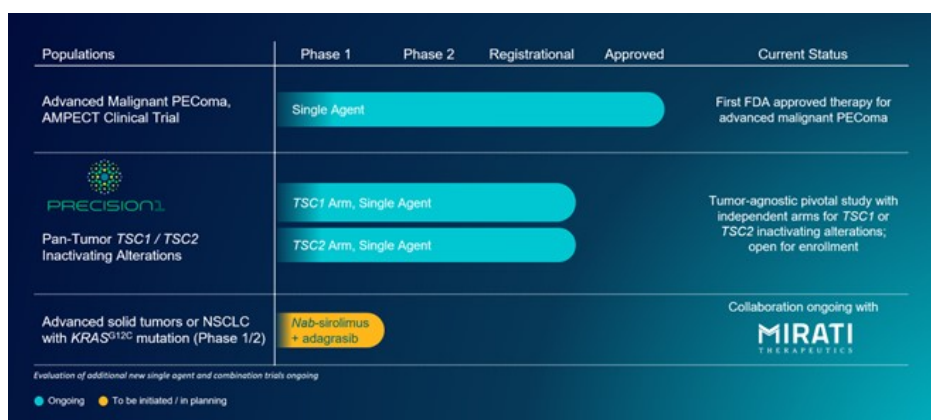 Populations
Phase 1
Phase 2
Registrational
Approved
Current Status
Advanced Malignant PEComa,
AMPECT Clinical Trial
Single Agent
First FDA approved therapy for
advanced malignant PEComa
PRECISION1
Pan-Tumor TSC1 / TSC2
Inactivating Alterations
TSC1 Arm, Single Agent
TSC2 Arm, Single Agent
Tumor-agnostic pivotal study with
independent arms for TSC1 or
TSC2 inactivating alterations;
open for enrollment
Advanced solid tumors or NSCLC
with KRASG12C mutation (Phase 1/2)
Nab-sirolimus
+ adagrasib
Collaboration ongoing with
MIRATI
THERAPEUTICS
Evaluation of additional new single agent and combination trials ongoing
Ongoing
To be initiated / in planning